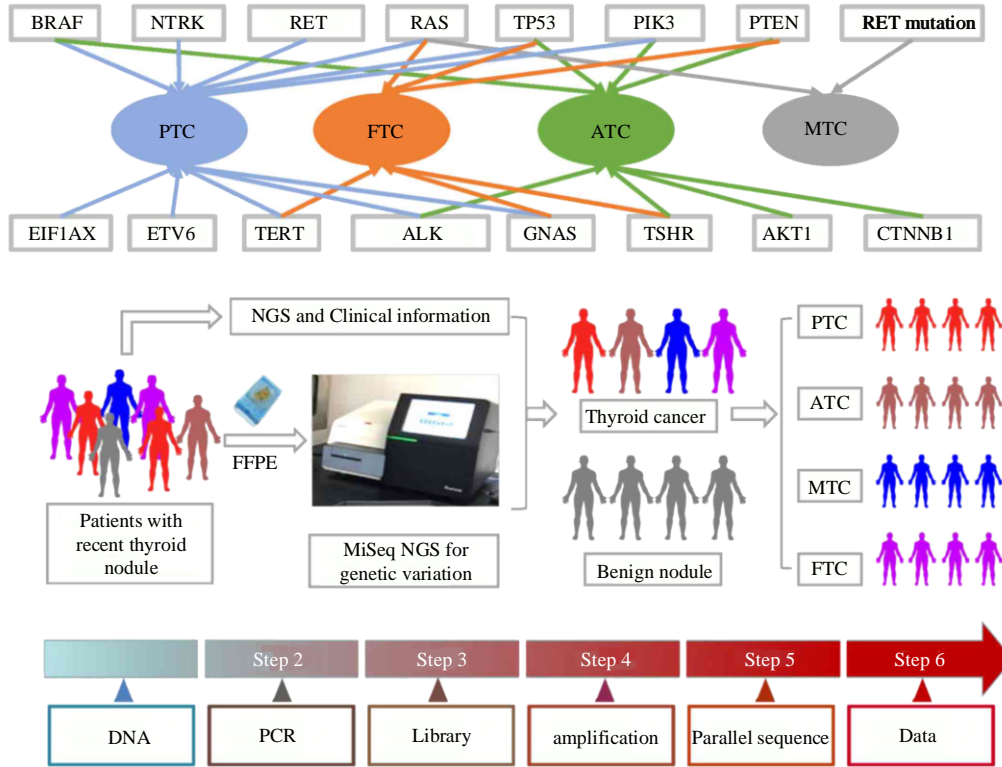 BRAF
NTRK
RET
RAS
TP53
PIK3
PTEN
RET mutation
PTC
FTC
ATC
MTC
EIF1AX
ETV6
TERT
ALK
GNAS
TSHR
AKT1
CTNNB1
NGS and Clinical information
FFPE
Patients with
recent thyroid
nodule
MiSeq NGS for
genetic variation
Thyroid cancer
Benign nodule
PTC
ATC
MTC
FTC
Step 2
Step 3
Step 4
Step 5
Step 6
DNA
PCR
Library
amplification
Parallel sequence
Data